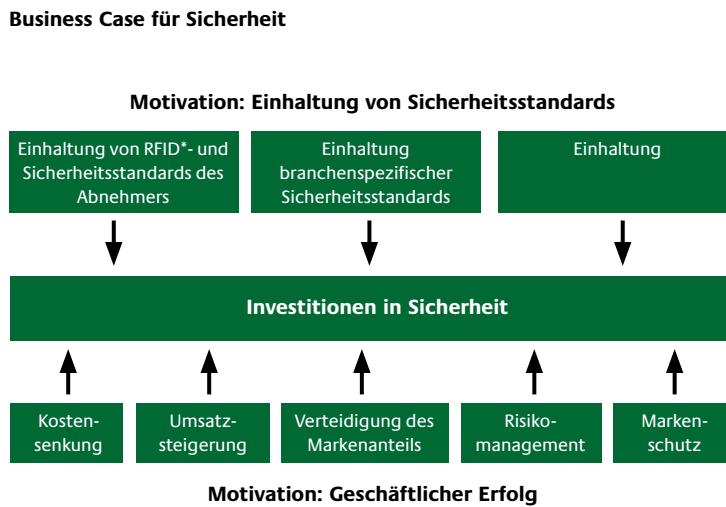 Business Case für Sicherheit
Motivation: Einhaltung von Sicherheitsstandards
Einhaltung von RFID*- und
Sicherheitsstandards des
Abnehmers
Einhaltung
branchenspezifischer
Sicherheitsstandards
Einhaltung
Investitionen in Sicherheit
Kosten-
senkung
Umsatz-
steigerung
Verteidigung des
Markenanteils
Risiko-
management
Marken-
schutz
Motivation: Geschäftlicher Erfolg